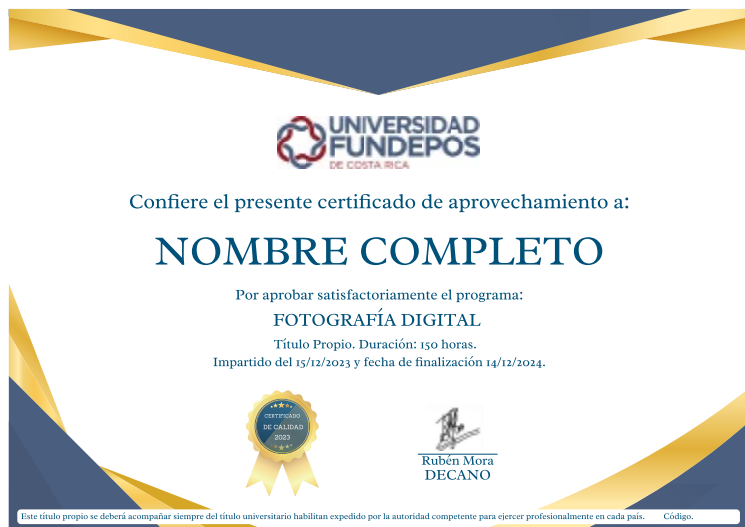 UNIVERSIDAD
FUNDEPOS
DE COSTA RICA
Confiere el presente certificado de aprovechamiento a:
NOMBRE COMPLETO
Por aprobar satisfactoriamente el programa:
FOTOGRAFÍA DIGITAL
Título Propio. Duración: 150 horas.
Impartido del 15/12/2023 y fecha de finalización 14/12/2024.
CERTIFICADO
DE CALIDAD
2023
Rubén Mora
DECANO
Este título propio se deberá acompañar siempre del título universitario habilitan expedido por la autoridad competente para ejercer profesionalmente en cada país. Código.